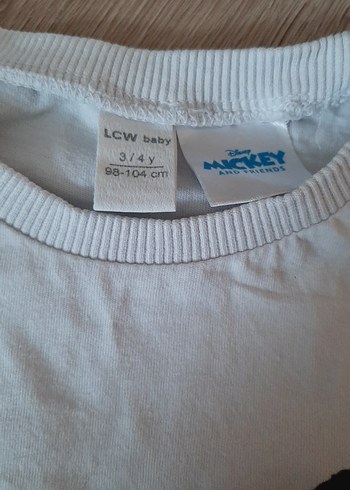 LCW baby
3/4 y
98-104 cm
Disney
MICKEY
AND FRIENDS